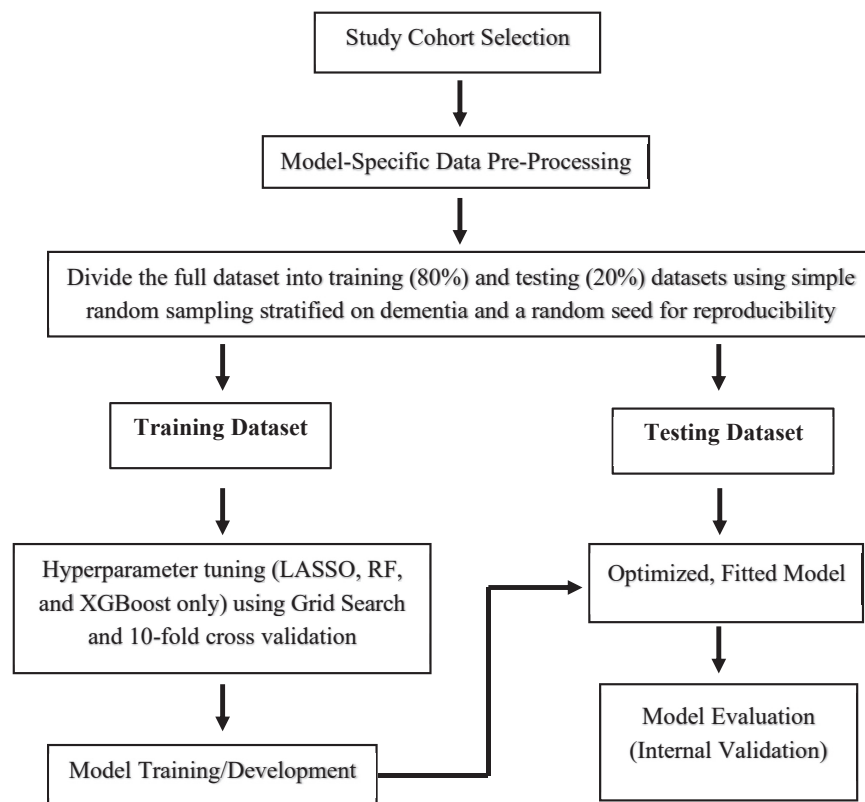 Study Cohort Selection
Model-Specific Data Pre-Processing
Divide the full dataset into training (80%) and testing (20%) datasets using simple
random sampling stratified on dementia and a random seed for reproducibility
Training Dataset
Testing Dataset
Hyperparameter tuning (LASSO, RF,
and XGBoost only) using Grid Search
and 10-fold cross validation
Optimized, Fitted Model
Model Training/Development
Model Evaluation
(Internal Validation)